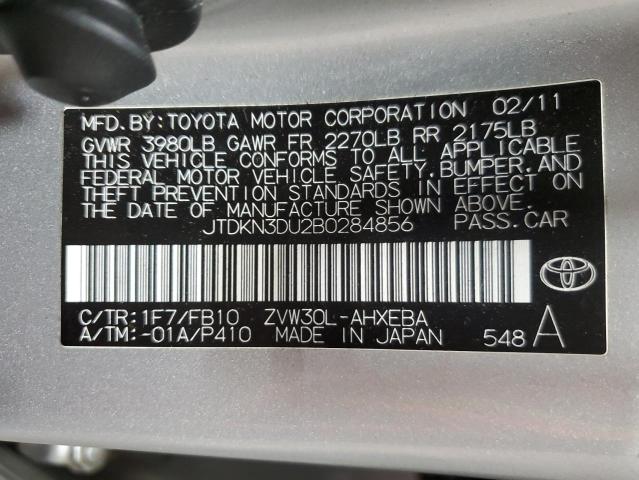 MFD. BY: TOYOTA MOTOR CORPORATION 02/11
GVWR 3980LB GAWR FR 2270LB RR 2175LB
THIS VEHICLE CONFORMS TO ALL APPLICABLE
FEDERAL MOTOR VEHICLE SAFETY, BUMPER, AND
THEFT PREVENTION STANDARDS IN EFFECT ON
THE DATE OF MANUFACTURE SHOWN ABOVE.
JTDKN3DU2B0284856 PASS. CAR
C/TR: 1F7/FB10 ZVW30L-AHXEBA
A/TM: -01A/P410 MADE IN JAPAN 548 A